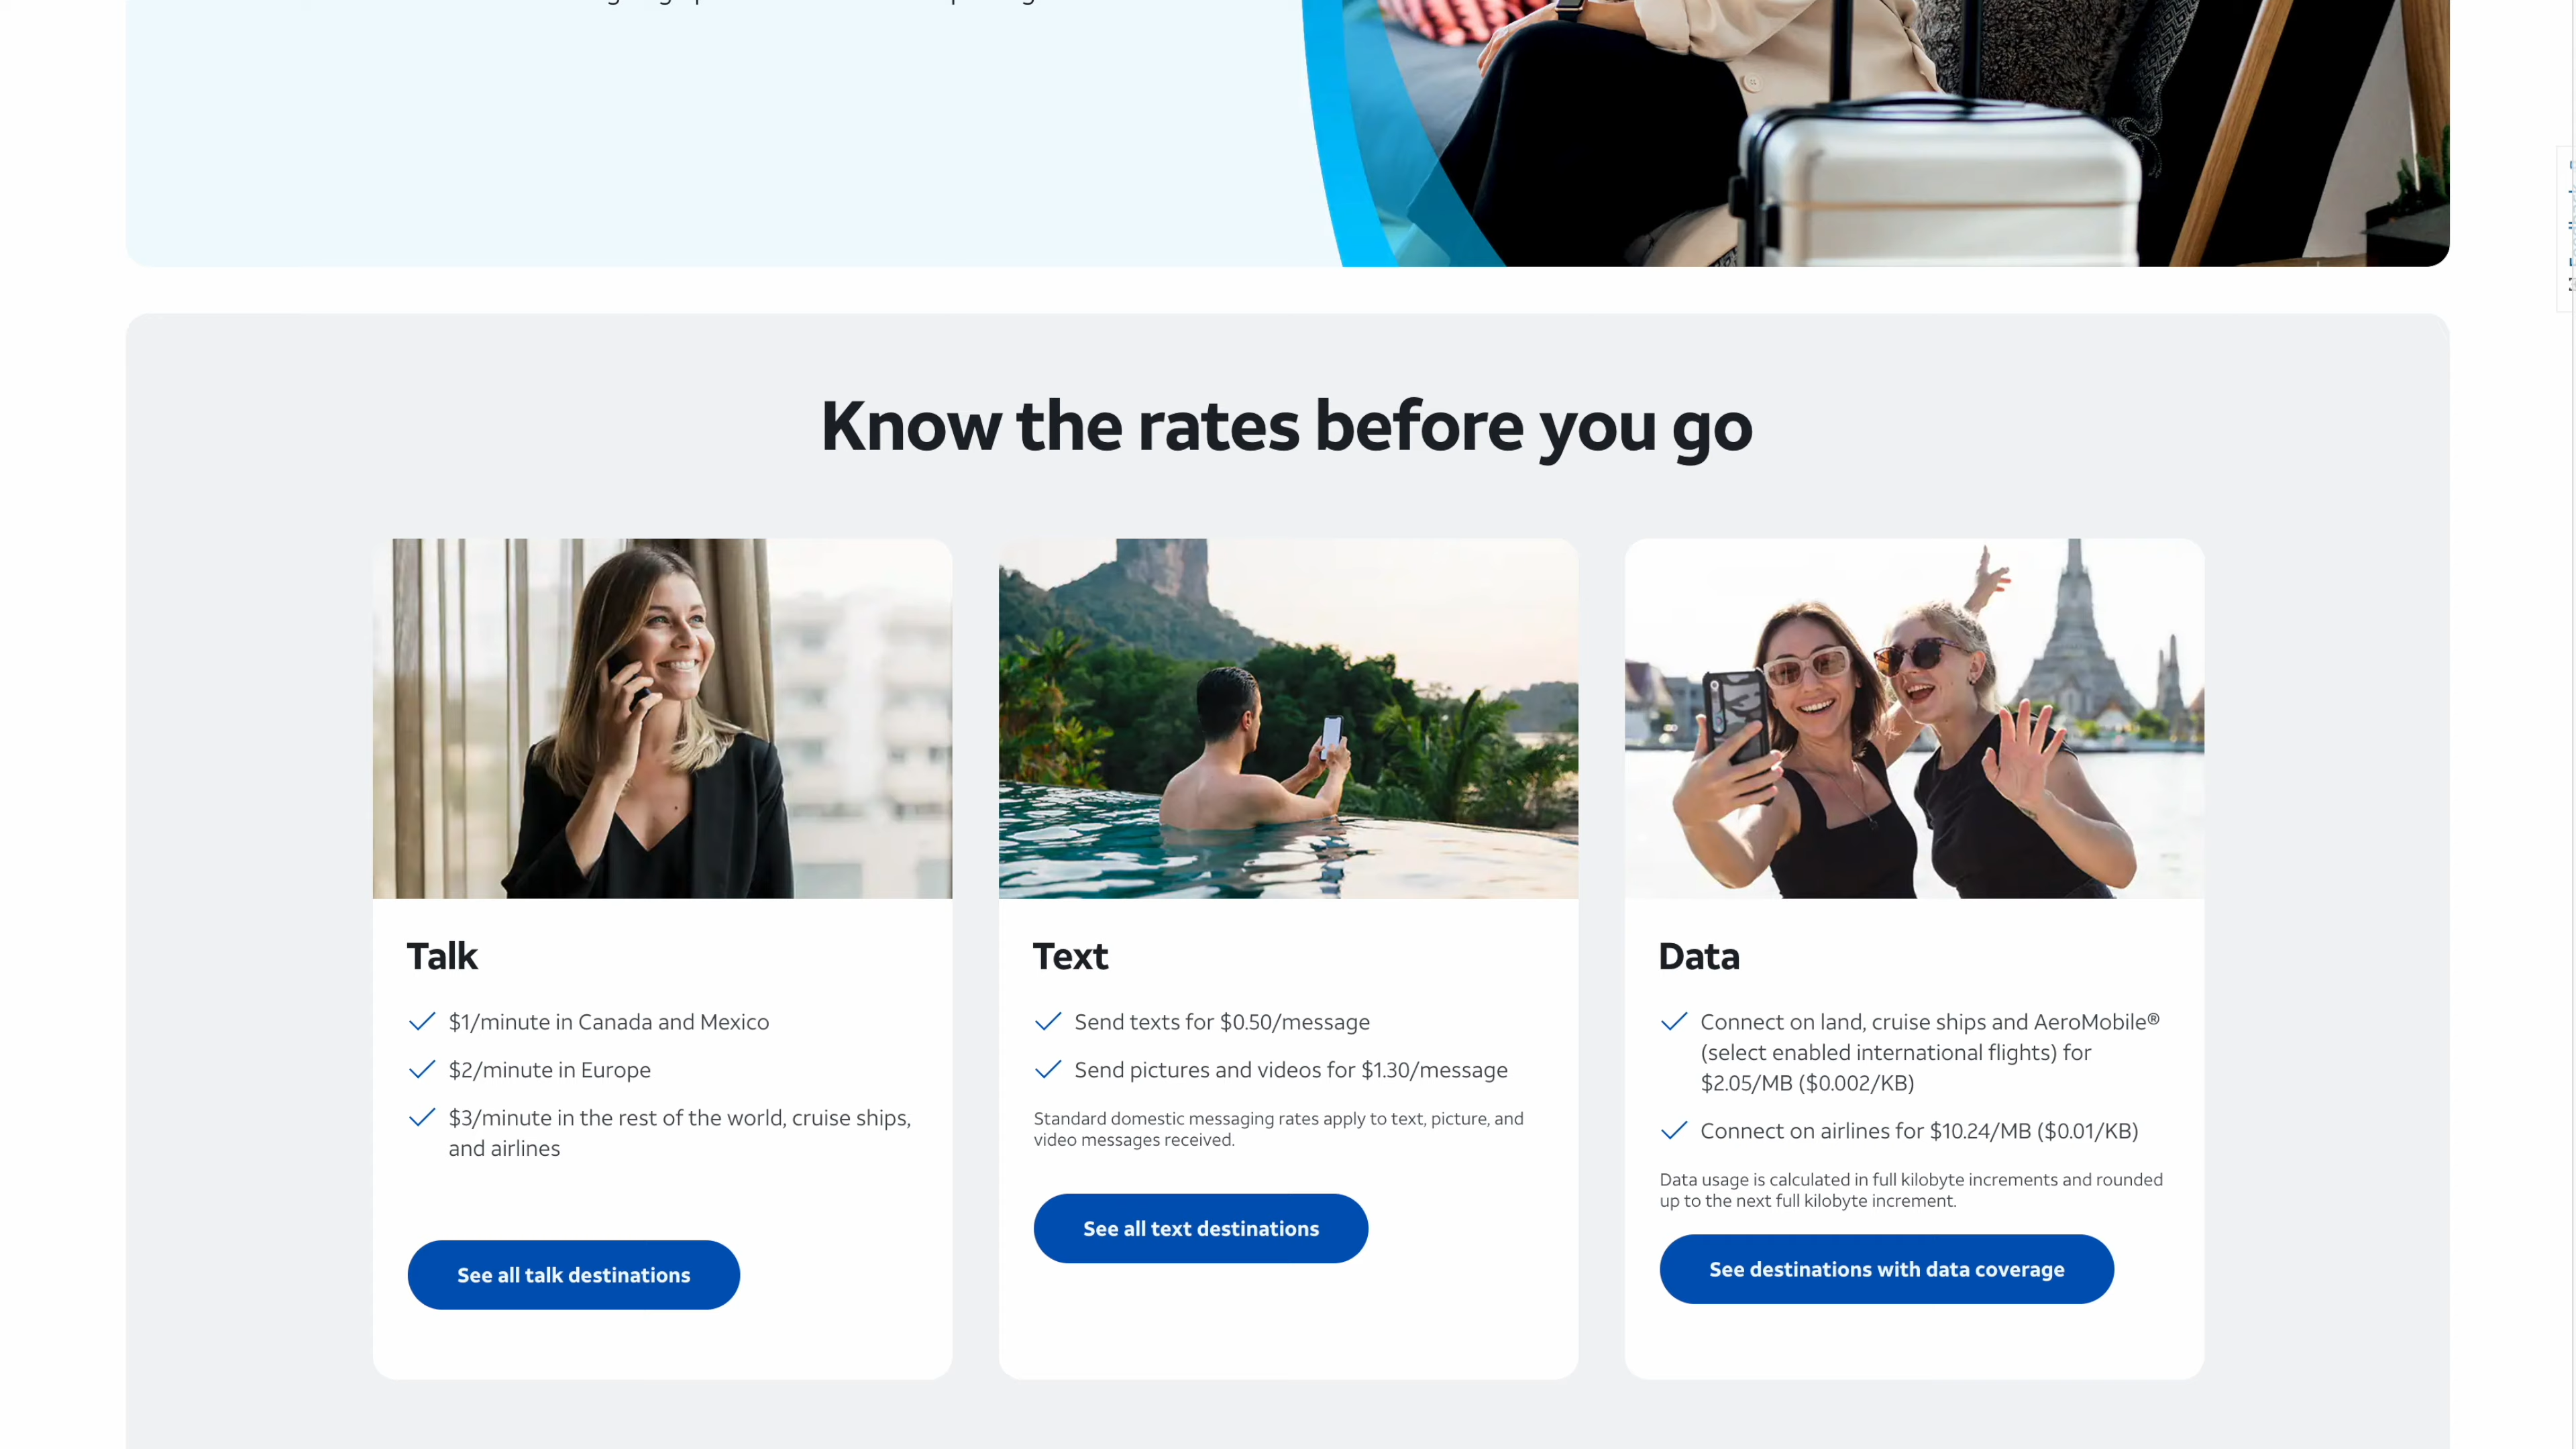 Know the rates before you go
Talk
$1/minute in Canada and Mexico
$2/minute in Europe
$3/minute in the rest of the world, cruise ships,
and airlines
See all talk destinations
Text
Send texts for $0.50/message
Send pictures and videos for $1.30/message
Standard domestic messaging rates apply to text, picture, and
video messages received.
See all text destinations
Data
Connect on land, cruise ships and AeroMobile®
(select enabled international flights) for
$2.05/MB ($0.002/KB)
Connect on airlines for $10.24/MB ($0.01/KB)
Data usage is calculated in full kilobyte increments and rounded
up to the next full kilobyte increment.
See destinations with data coverage